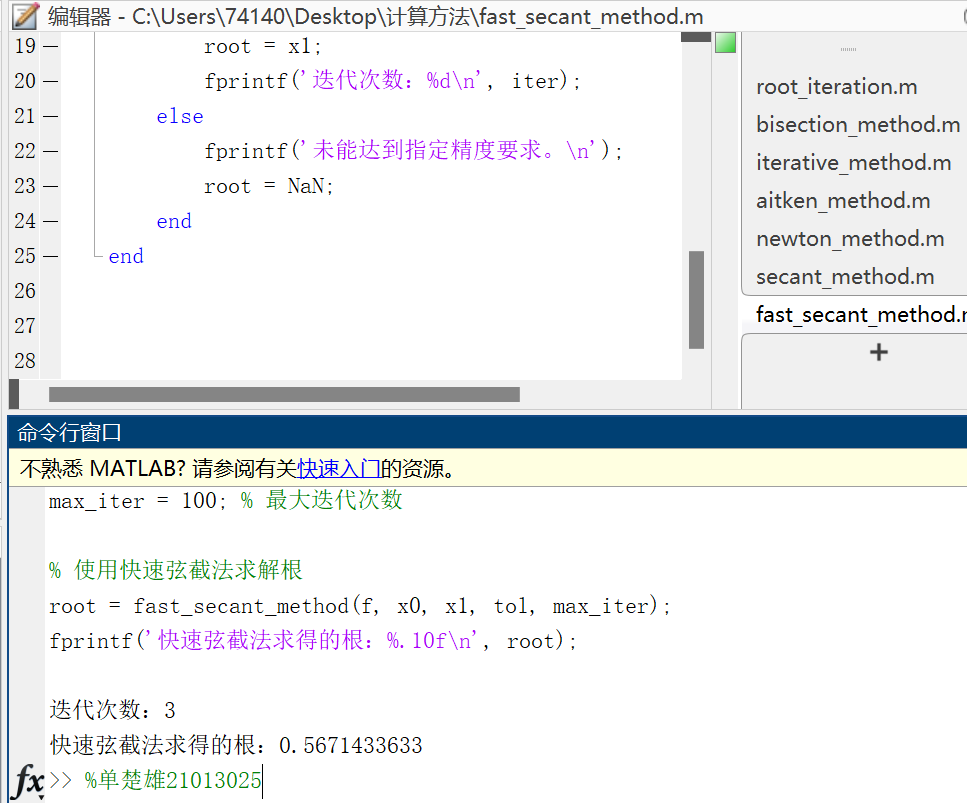 编辑器 - C:\Users\74140\Desktop\计算方法\fast_secant_method.m
19 root = x1;
20 fprintf('迭代次数：%d\n', iter);
21 else
22 fprintf('未能达到指定精度要求。\n');
23 root = NaN;
24 end
25 end
26
27
28
root_iteration.m
bisection_method.m
iterative_method.m
aitken_method.m
newton_method.m
secant_method.m
fast_secant_method.m
+
命令行窗口
不熟悉 MATLAB? 请参阅有关快速入门的资源。
max_iter = 100; % 最大迭代次数
% 使用快速弦截法求解根
root = fast_secant_method(f, x0, x1, tol, max_iter);
fprintf('快速弦截法求得的根：%.10f\n', root);
迭代次数：3
快速弦截法求得的根：0.5671433633
fx >> %单楚雄21013025